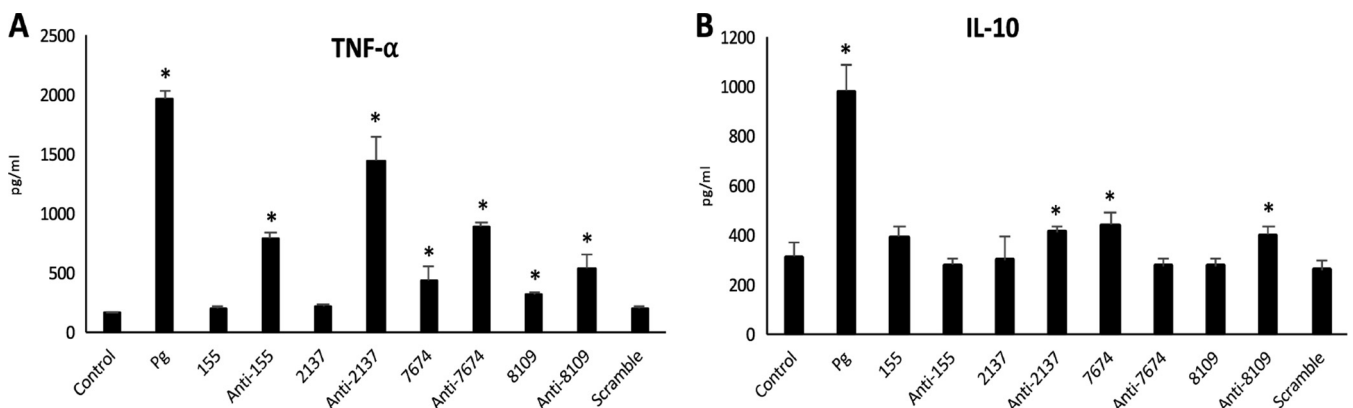 A
TNF-α
2500
2000
1500
1000
500
0
pg/ml
*
*
*
*
*
*
*
Control
Pg
155
Anti-155
2137
Anti-2137
7674
Anti-7674
8109
Anti-8109
Scramble
B
IL-10
1200
1000
800
600
400
200
0
pg/ml
*
*
*
*
Control
Pg
155
Anti-155
2137
Anti-2137
7674
Anti-7674
8109
Anti-8109
Scramble